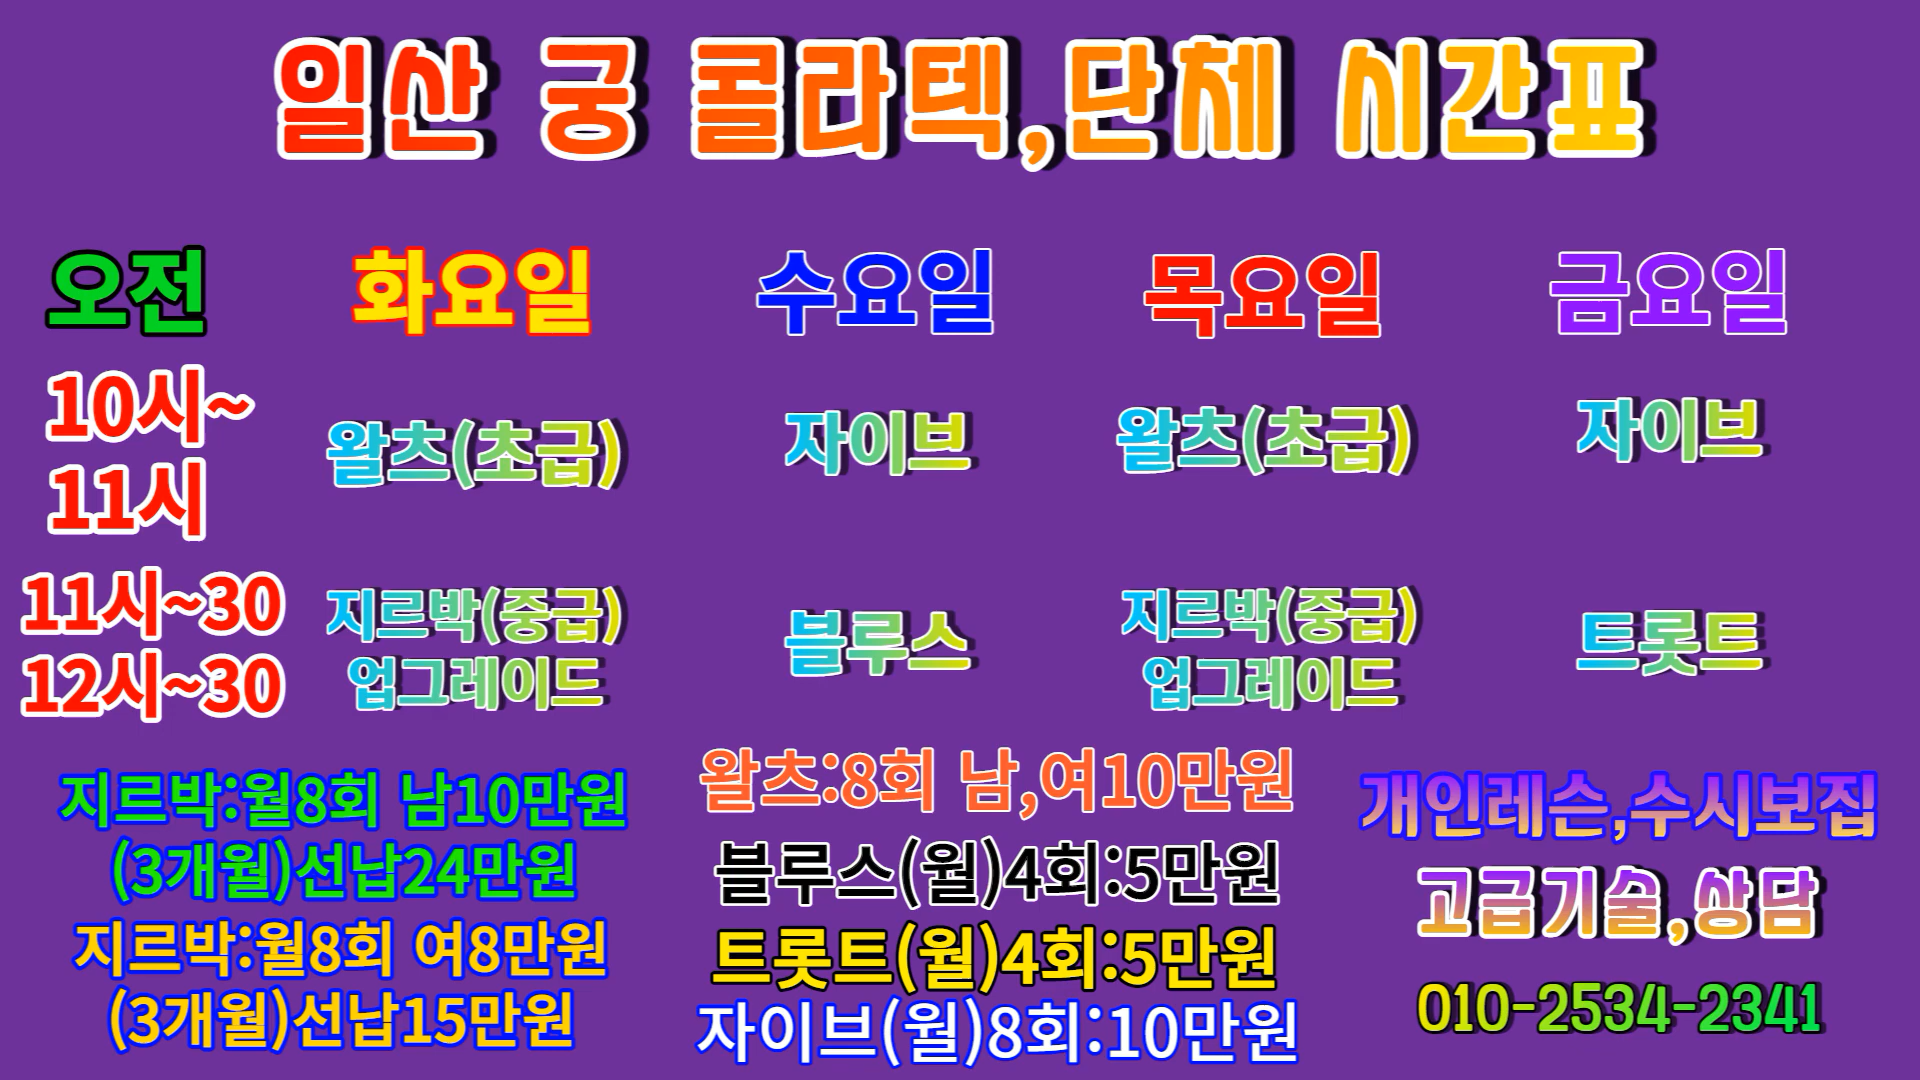 일산 궁 콜라텍,단체 시간표
오전 화요일 수요일 목요일 금요일
10시~
11시
왈츠(초급) 자이브 왈츠(초급) 자이브
11시~30
12시~30
지르박(중급)
업그레이드
블루스
지르박(중급)
업그레이드
트롯트
지르박:월8회 남10만원
(3개월)선납24만원
지르박:월8회 여8만원
(3개월)선납15만원
왈츠:8회 남,여10만원
블루스(월)4회:5만원
트롯트(월)4회:5만원
자이브(월)8회:10만원
개인레슨,수시보집
고급기술,상담
010-2534-2341